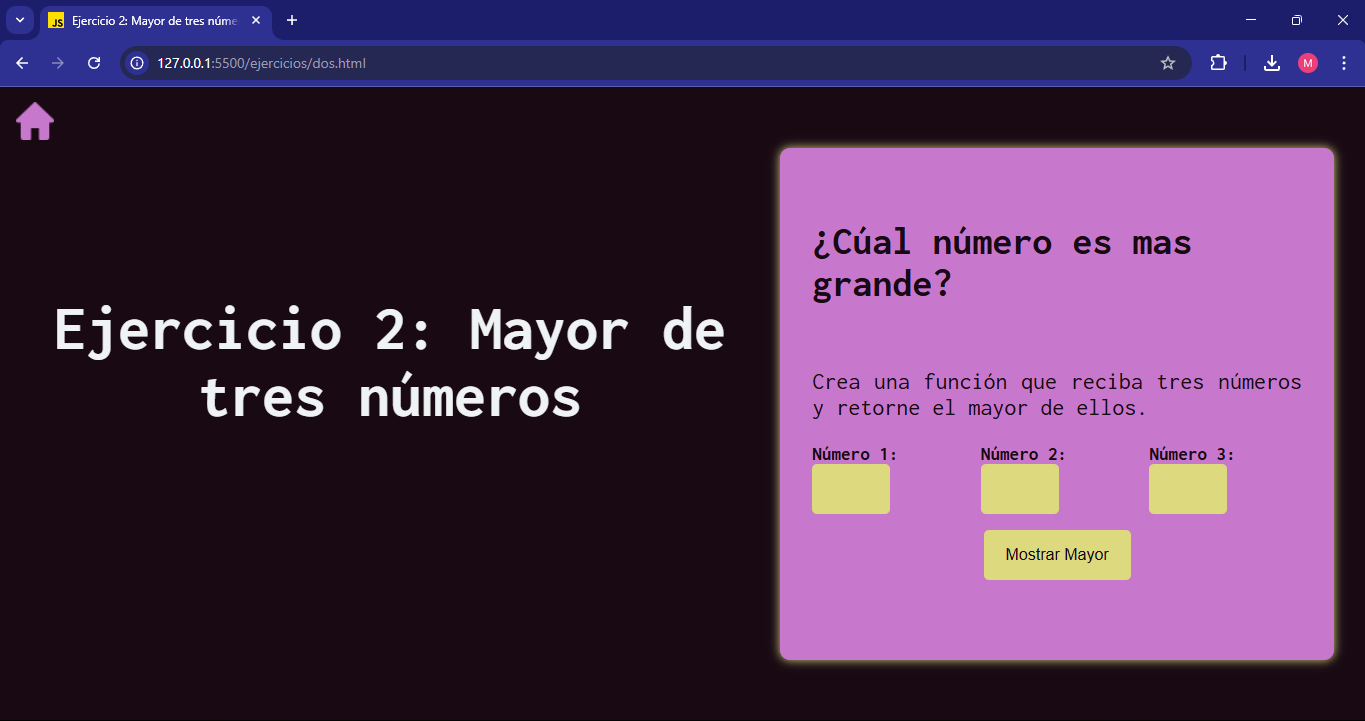 JS
Ejercicio 2: Mayor de tres núme
127.0.0.1:5500/ejercicios/dos.html
M
Ejercicio 2: Mayor de
tres números
¿Cúal número es mas
grande?
Crea una función que reciba tres números
y retorne el mayor de ellos.
Número 1:
Número 2:
Número 3:
Mostrar Mayor